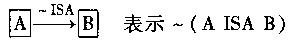 A ~ISA B 表示 ~(A ISA B)